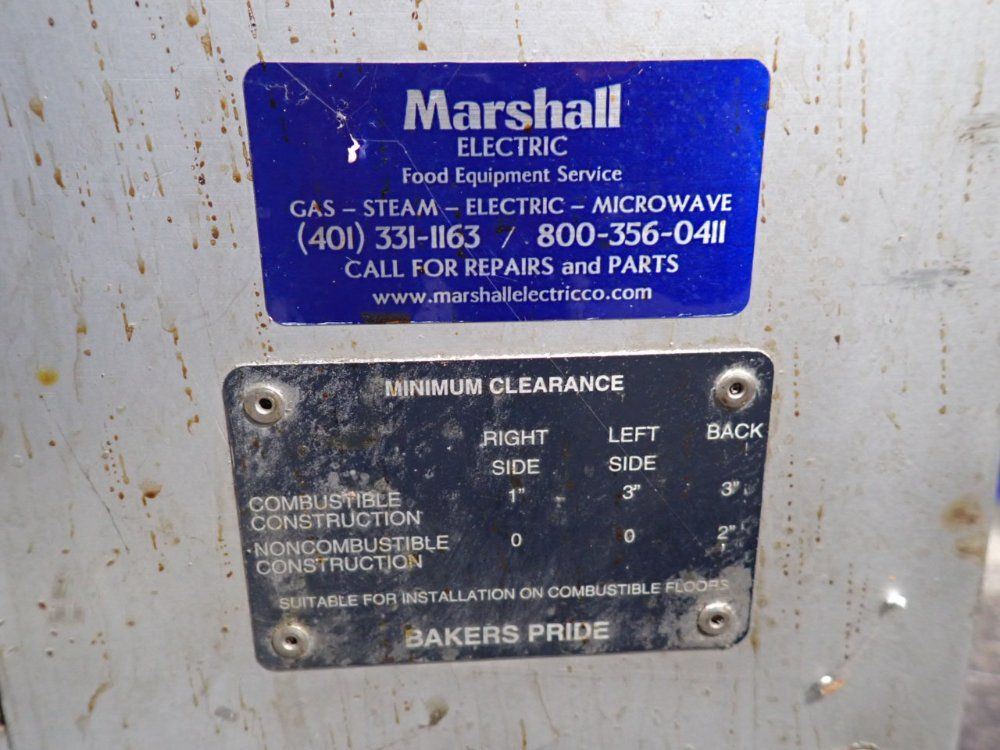 Marshall
ELECTRIC
Food Equipment Service
GAS – STEAM – ELECTRIC – MICROWAVE
(401) 331-1163 / 800-356-0411
CALL FOR REPAIRS and PARTS
www.marshallelectricco.com
MINIMUM CLEARANCE
RIGHT LEFT BACK
SIDE SIDE
COMBUSTIBLE 1" 3" 3"
CONSTRUCTION
NONCOMBUSTIBLE 0 0 2"
CONSTRUCTION
SUITABLE FOR INSTALLATION ON COMBUSTIBLE FLOORS
BAKERS PRIDE